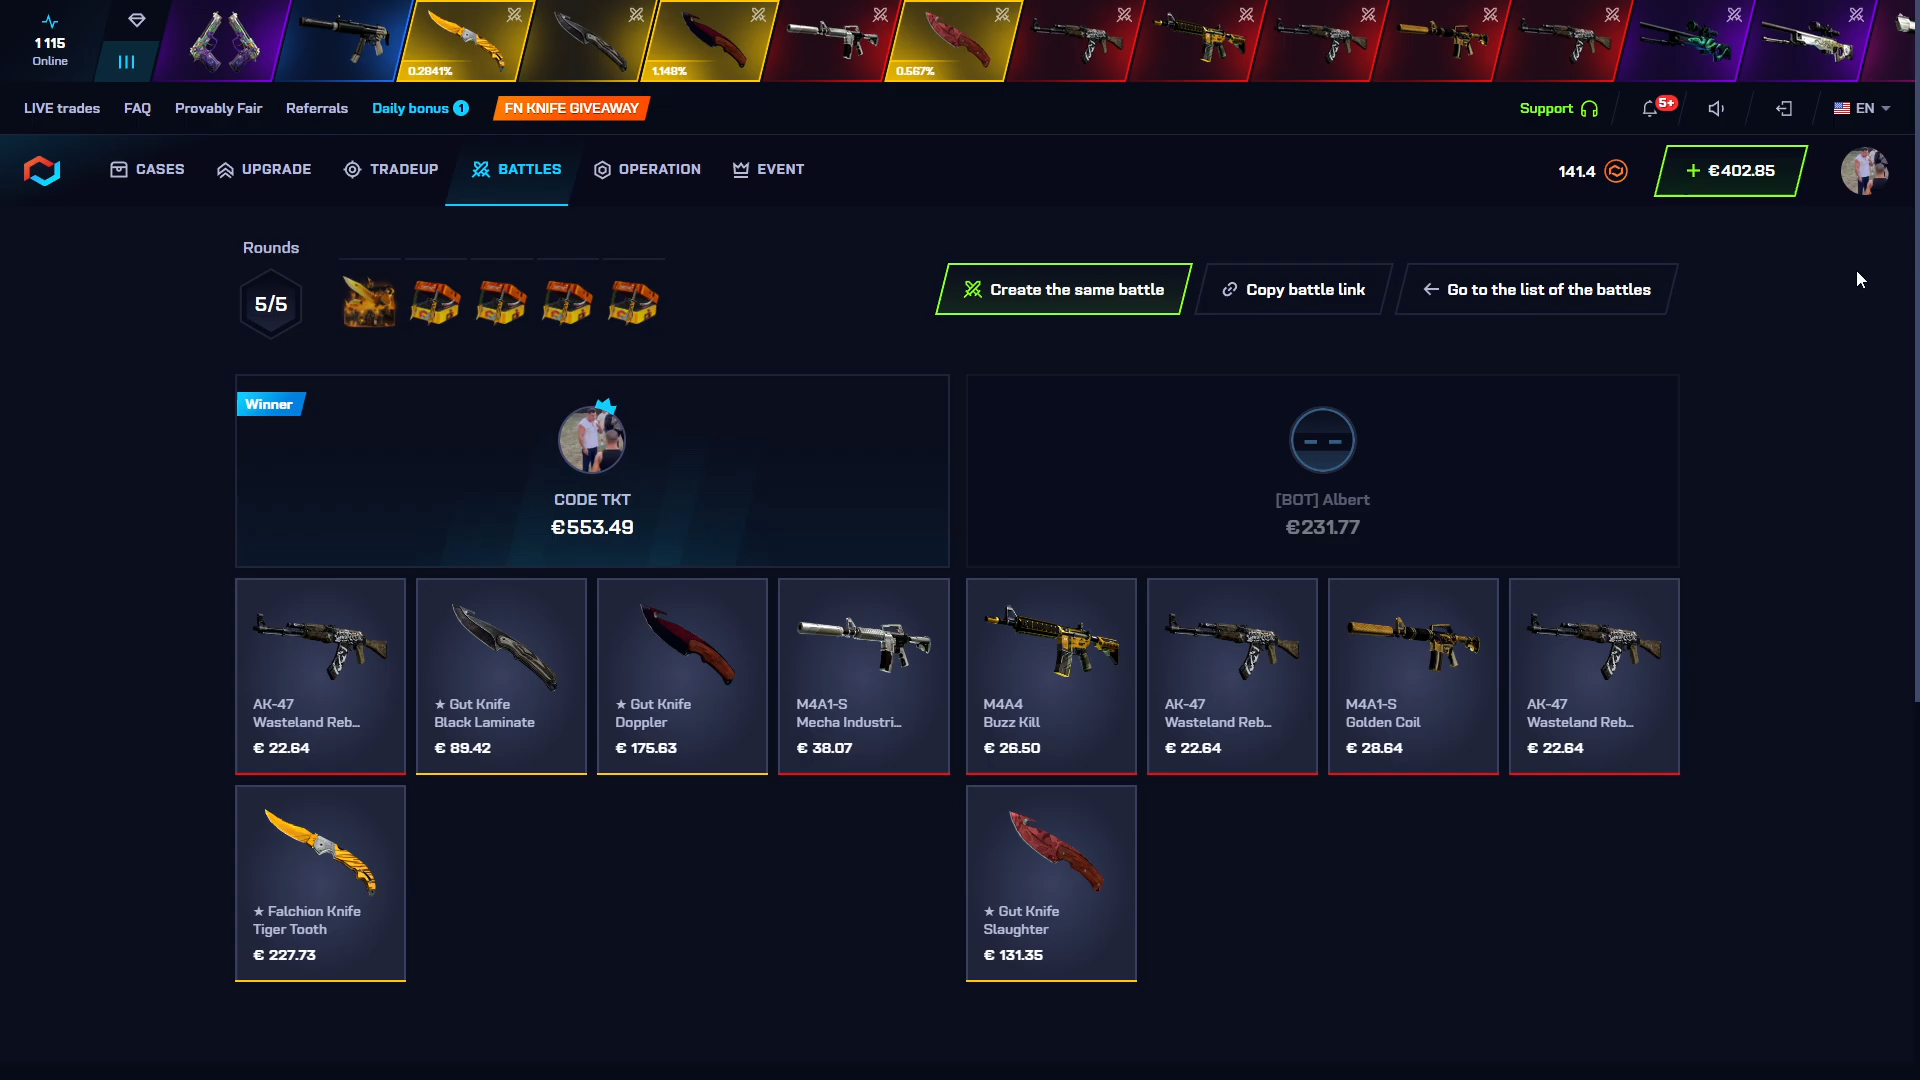 1 115
Online
0.2841%
1.148%
0.567%
LIVE trades
FAQ
Provably Fair
Referrals
Daily bonus 1
FN KNIFE GIVEAWAY
Support
5+
EN
CASES
UPGRADE
TRADEUP
BATTLES
OPERATION
EVENT
141.4
+ €402.85
Rounds
5/5
Create the same battle
Copy battle link
Go to the list of the battles
Winner
CODE TKT
€553.49
[BOT] Albert
€231.77
AK-47
Wasteland Reb...
€ 22.64
★ Gut Knife
Black Laminate
€ 89.42
★ Gut Knife
Doppler
€ 175.63
M4A1-S
Mecha Industri...
€ 38.07
M4A4
Buzz Kill
€ 26.50
AK-47
Wasteland Reb...
€ 22.64
M4A1-S
Golden Coil
€ 28.64
AK-47
Wasteland Reb...
€ 22.64
★ Falchion Knife
Tiger Tooth
€ 227.73
★ Gut Knife
Slaughter
€ 131.35